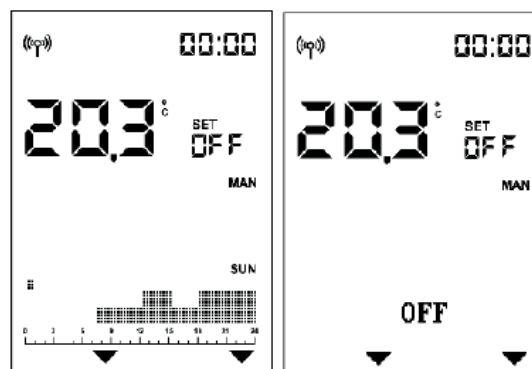 00:00
20.3 °C
SET
OFF
MAN
SUN
0 3 6 9 12 15 18 21 24
00:00
20.3 °C
SET
OFF
MAN
OFF